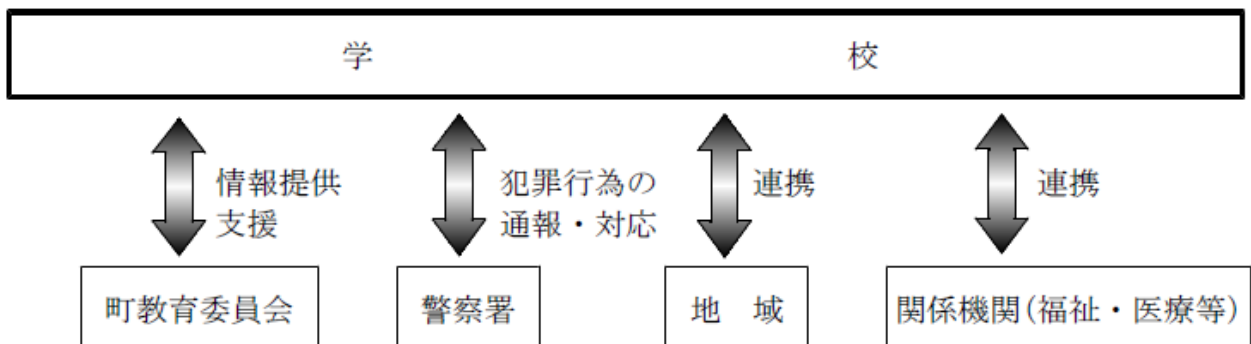 学 校
情報提供
支援
犯罪行為の
通報・対応
連携
連携
町教育委員会
警察署
地 域
関係機関(福祉・医療等)